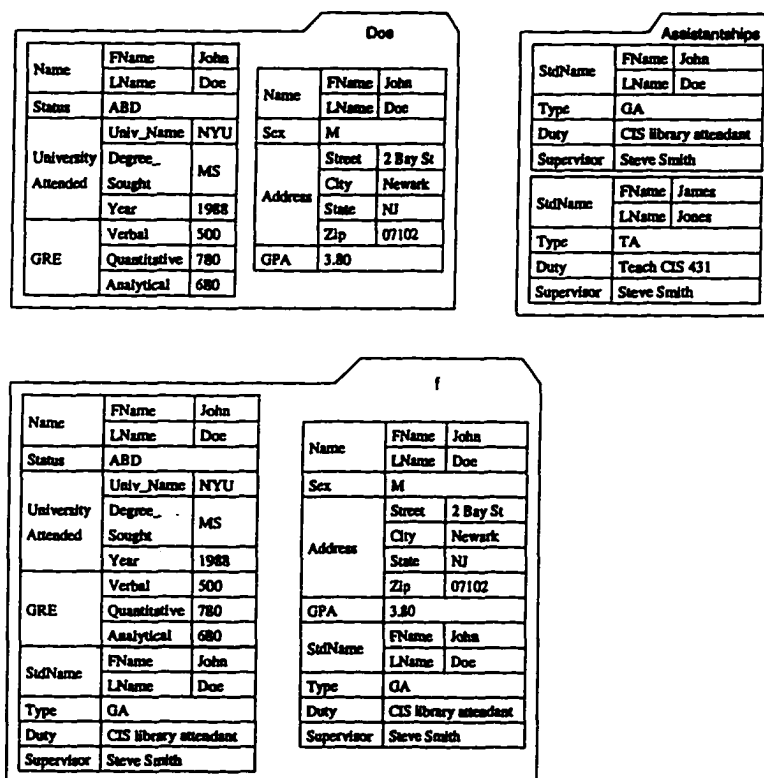 Doe
Name FName John
LName Doe
Status ABD
University Attended Univ_Name NYU
Degree_ Sought MS
Year 1988
GRE Verbal 500
Quantitative 780
Analytical 680
Name FName John
LName Doe
Sex M
Address Street 2 Bay St
City Newark
State NJ
Zip 07102
GPA 3.80
Assistantships
StdName FName John
LName Doe
Type GA
Duty CIS library attendant
Supervisor Steve Smith
StdName FName James
LName Jones
Type TA
Duty Teach CIS 431
Supervisor Steve Smith
f
Name FName John
LName Doe
Status ABD
University Attended Univ_Name NYU
Degree_ Sought MS
Year 1988
GRE Verbal 500
Quantitative 780
Analytical 680
StdName FName John
LName Doe
Type GA
Duty CIS library attendant
Supervisor Steve Smith
Name FName John
LName Doe
Sex M
Address Street 2 Bay St
City Newark
State NJ
Zip 07102
GPA 3.80
StdName FName John
LName Doe
Type GA
Duty CIS library attendant
Supervisor Steve Smith